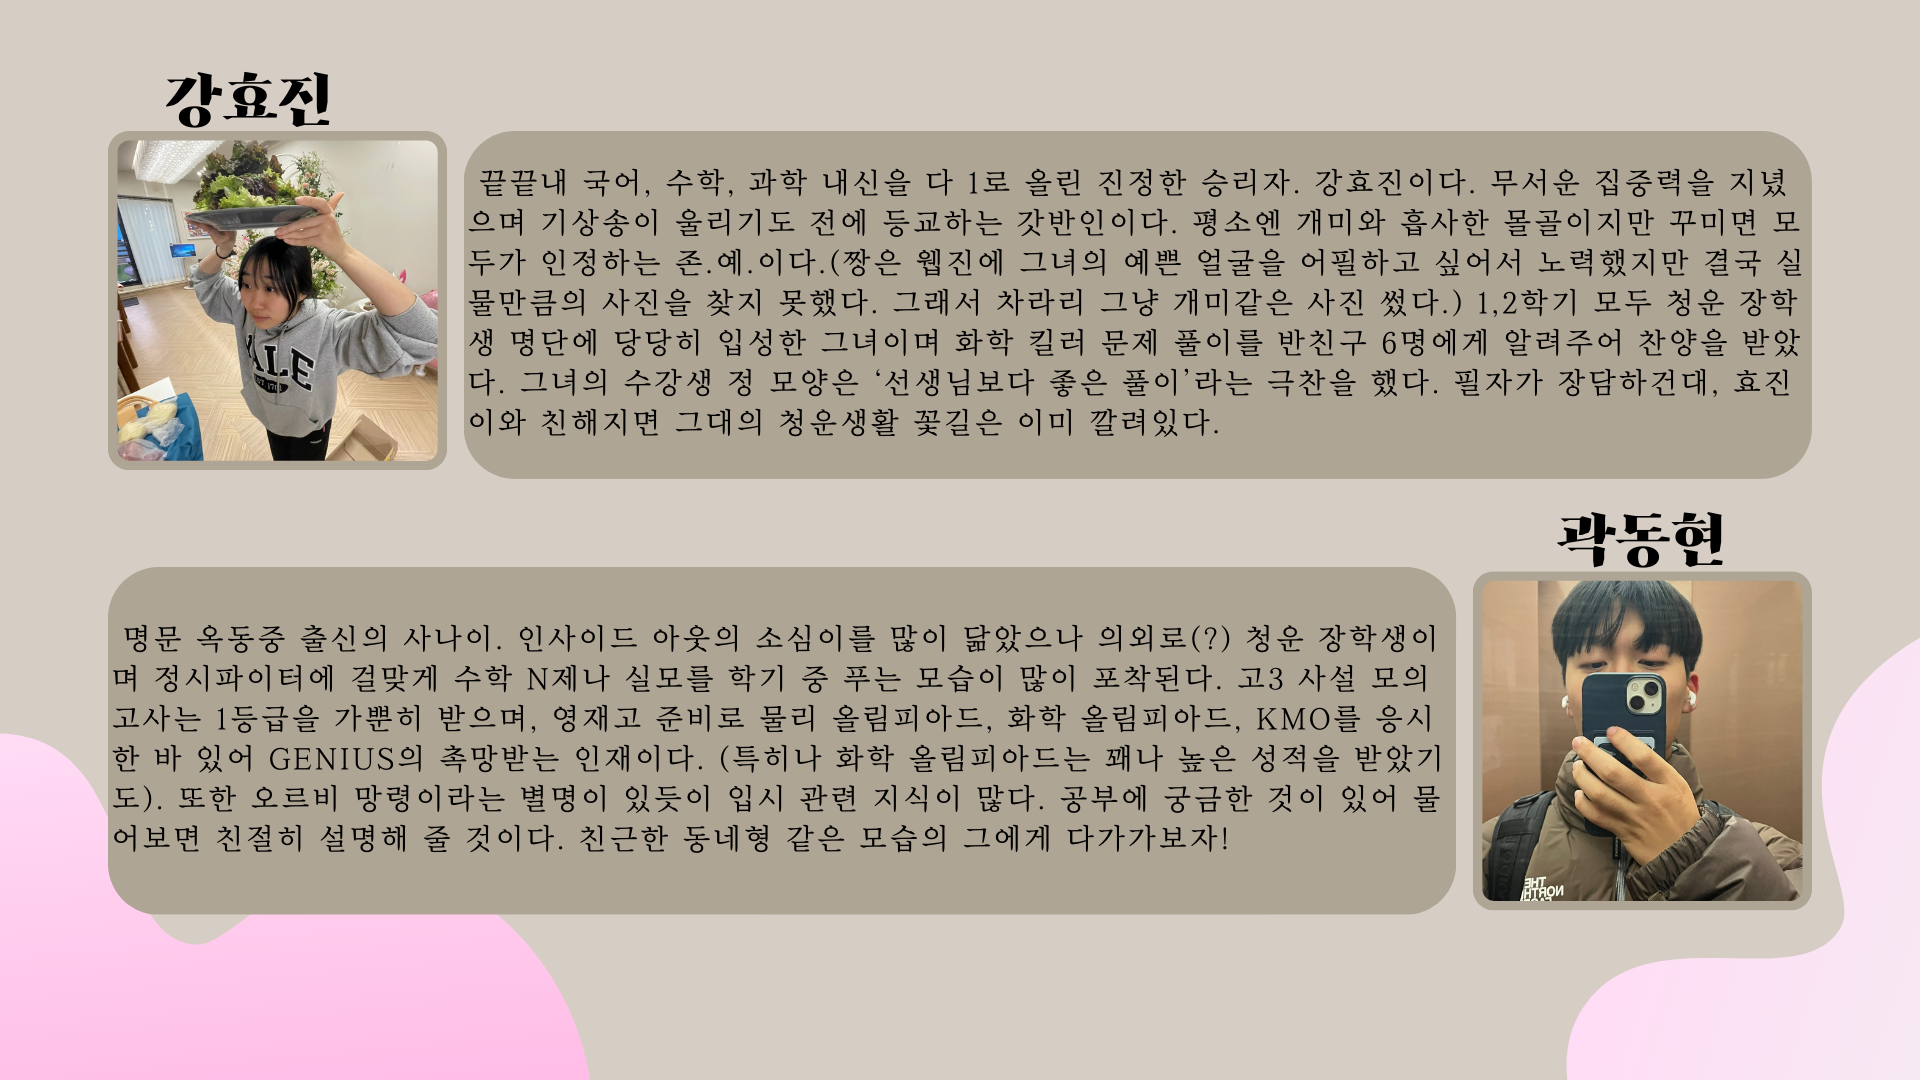 강효진
끝끝내 국어, 수학, 과학 내신을 다 1로 올린 진정한 승리자. 강효진이다. 무서운 집중력을 지녔
으며 기상송이 울리기도 전에 등교하는 갓반인이다. 평소엔 개미와 흡사한 몰골이지만 꾸미면 모
두가 인정하는 존.예.이다.(짱은 웹진에 그녀의 예쁜 얼굴을 어필하고 싶어서 노력했지만 결국 실
물만큼의 사진을 찾지 못했다. 그래서 차라리 그냥 개미같은 사진 썼다.) 1,2학기 모두 청운 장학
생 명단에 당당히 입성한 그녀이며 화학 킬러 문제 풀이를 반친구 6명에게 알려주어 찬양을 받았
다. 그녀의 수강생 정 모양은 ‘선생님보다 좋은 풀이’라는 극찬을 했다. 필자가 장담하건대, 효진
이와 친해지면 그대의 청운생활 꽃길은 이미 깔려있다.
곽동현
명문 옥동중 출신의 사나이. 인사이드 아웃의 소심이를 많이 닮았으나 의외로(?) 청운 장학생이
며 정시파이터에 걸맞게 수학 N제나 실모를 학기 중 푸는 모습이 많이 포착된다. 고3 사설 모의
고사는 1등급을 가뿐히 받으며, 영재고 준비로 물리 올림피아드, 화학 올림피아드, KMO를 응시
한 바 있어 GENIUS의 촉망받는 인재이다. (특히나 화학 올림피아드는 꽤나 높은 성적을 받았기
도). 또한 오르비 망령이라는 별명이 있듯이 입시 관련 지식이 많다. 공부에 궁금한 것이 있어 물
어보면 친절히 설명해 줄 것이다. 친근한 동네형 같은 모습의 그에게 다가가보자!
THE
NORTH